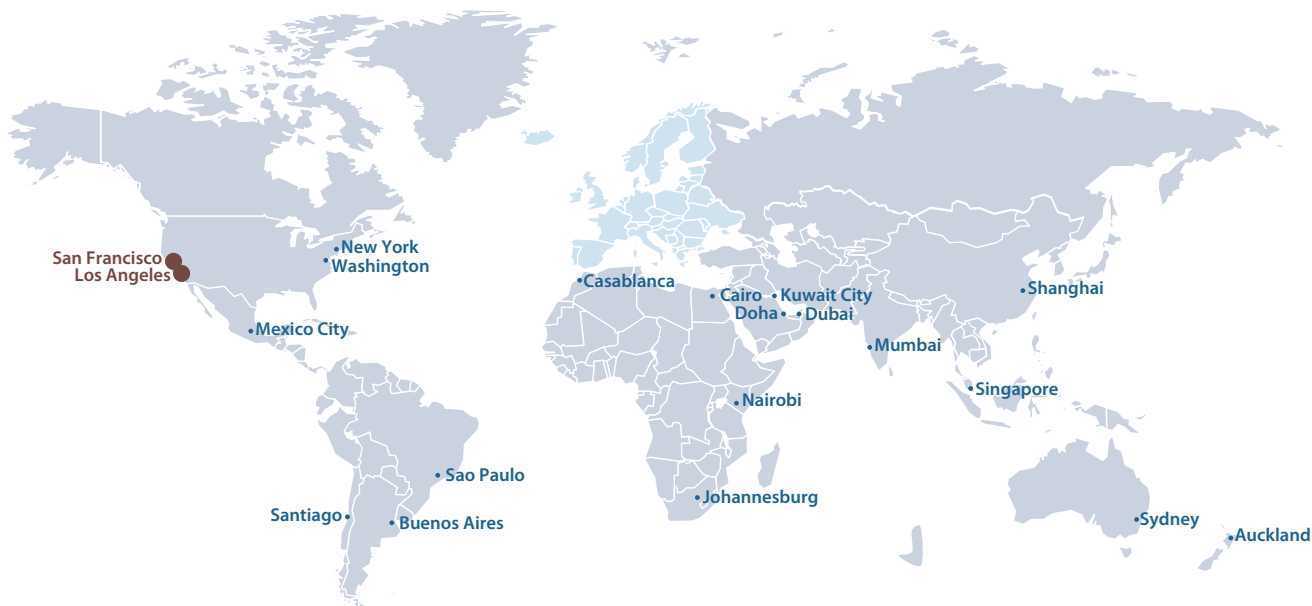 New York
San Francisco
Washington
Los Angeles
Casablanca
Cairo
Kuwait City
Shanghai
Doha
Dubai
Mexico City
Mumbai
Singapore
Nairobi
Sao Paulo
Johannesburg
Santiago
Buenos Aires
Sydney
Auckland